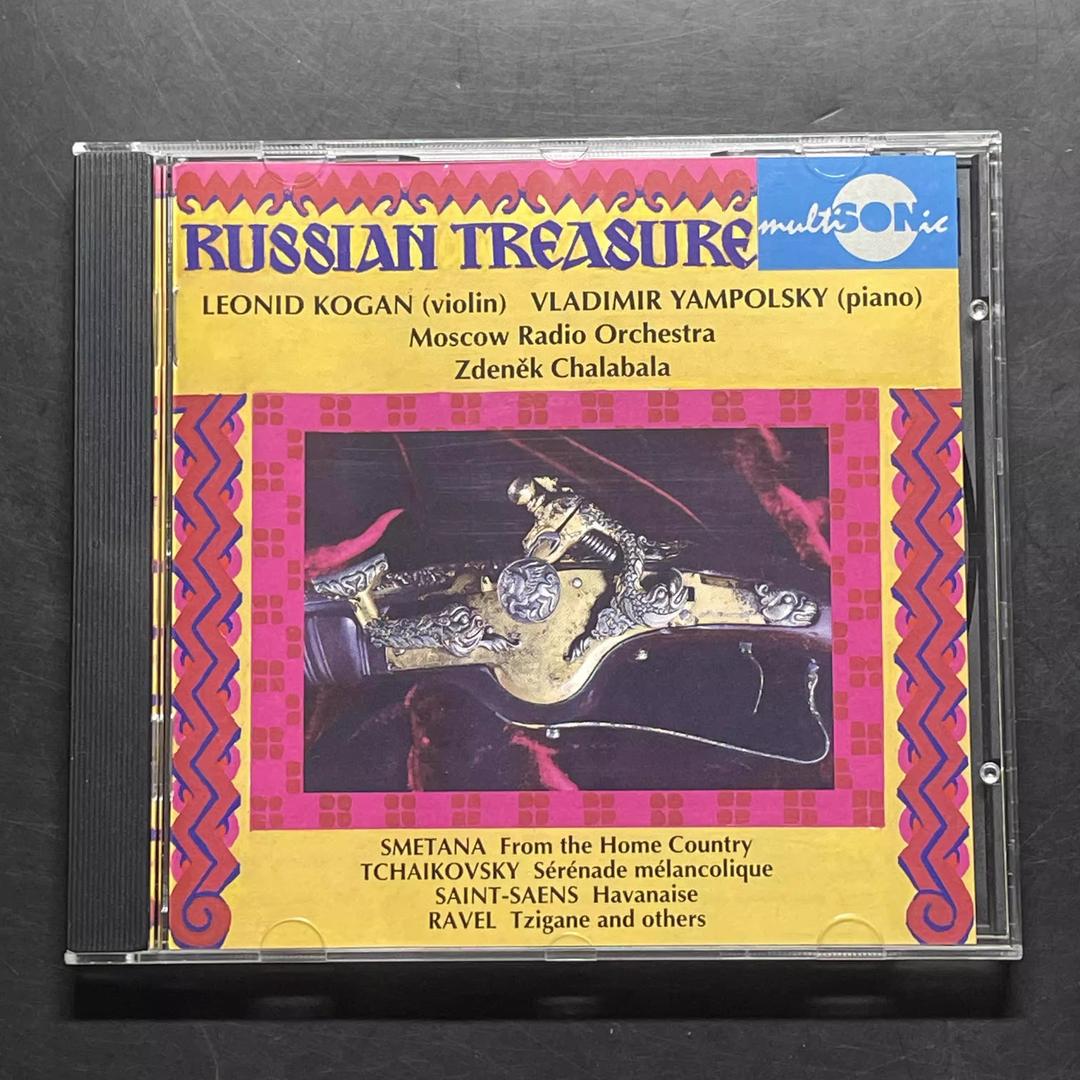 RUSSIAN TREASURE
multiSONic
LEONID KOGAN (violin) VLADIMIR YAMPOLSKY (piano)
Moscow Radio Orchestra
Zdeněk Chalabala
SMETANA From the Home Country
TCHAIKOVSKY Sérénade mélancolique
SAINT-SAENS Havanaise
RAVEL Tzigane and others